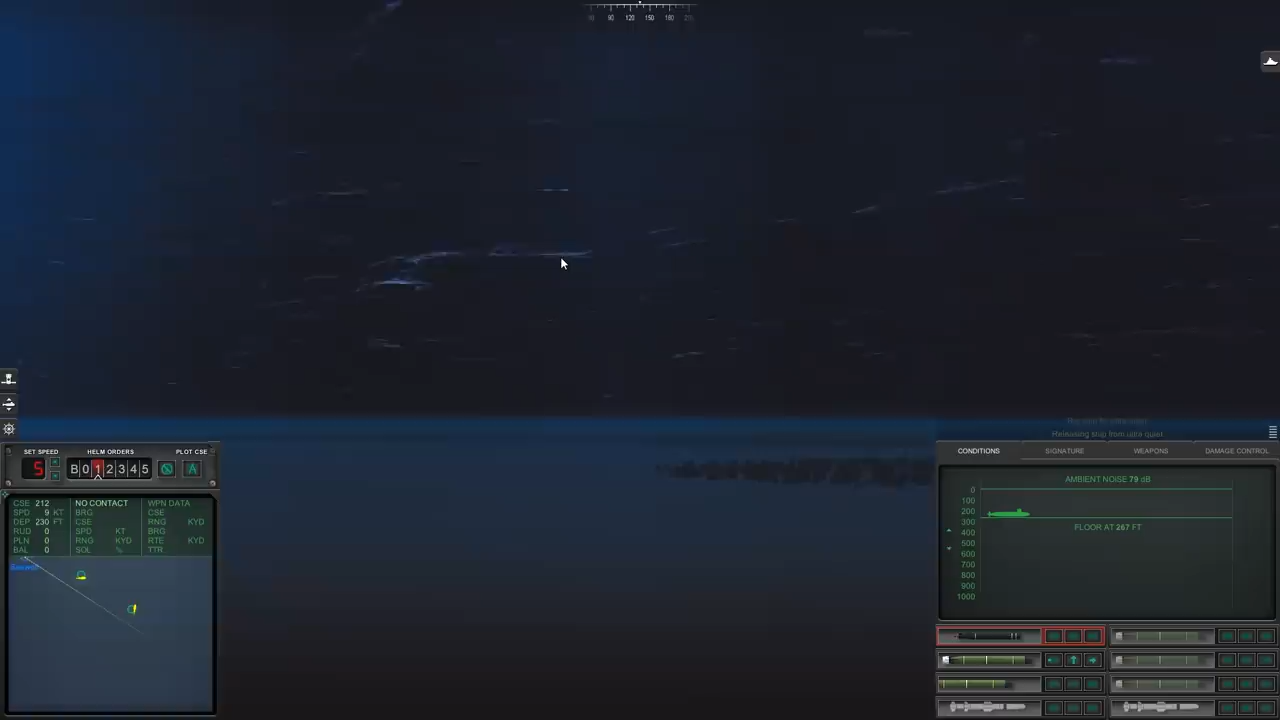 90 120 150 180 210
Releasing ship from ultra quiet
SET SPEED HELM ORDERS PLOT CSE
5 B 0 1 2 3 4 5 A
CSE 212 NO CONTACT WPN DATA
SPD 9 KT BRG CSE
DEP 230 FT CSE RNG KYD
RUD 0 SPD KT BRG
PLN 0 RNG KYD RTE KYD
BAL 0 SOL % TTR
CONDITIONS SIGNATURE WEAPONS DAMAGE CONTROL
AMBIENT NOISE 79 dB
0
100
200
300
400
500
600
700
800
900
1000
FLOOR AT 267 FT